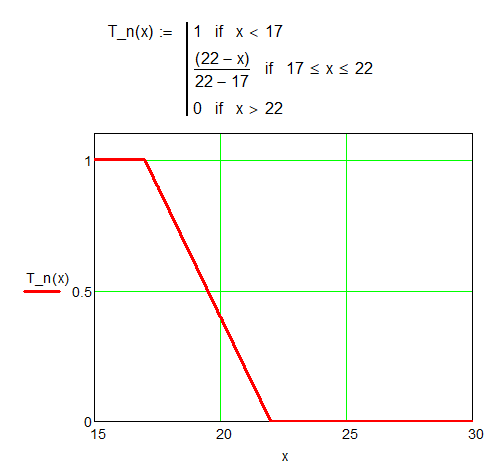 T_n(x) := 1 if x < 17
(22 – x)
22 – 17 if 17 ≤ x ≤ 22
0 if x > 22
1
T_n(x) 0.5
0
15 20 25 30
x